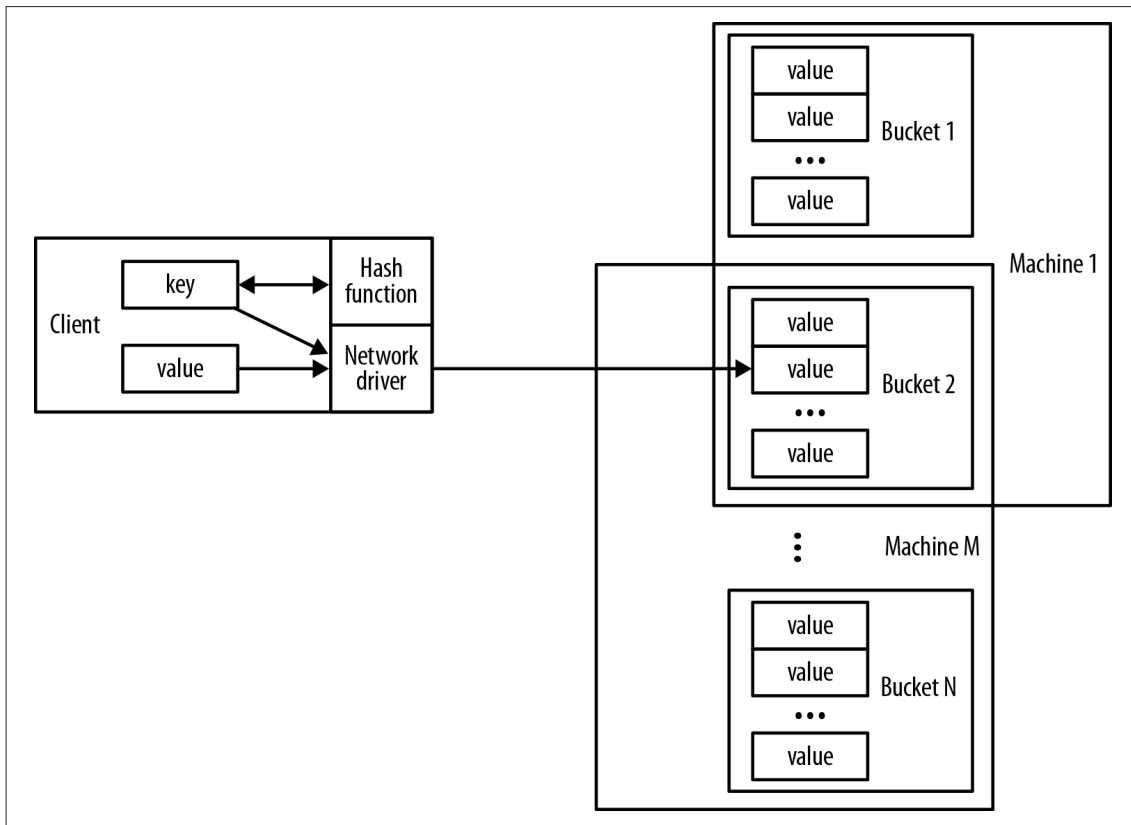 Client
key
value
Hash
function
Network
driver
value
value
...
value
Bucket 1
Machine 1
value
value
...
value
Bucket 2
Machine M
value
value
...
value
Bucket N